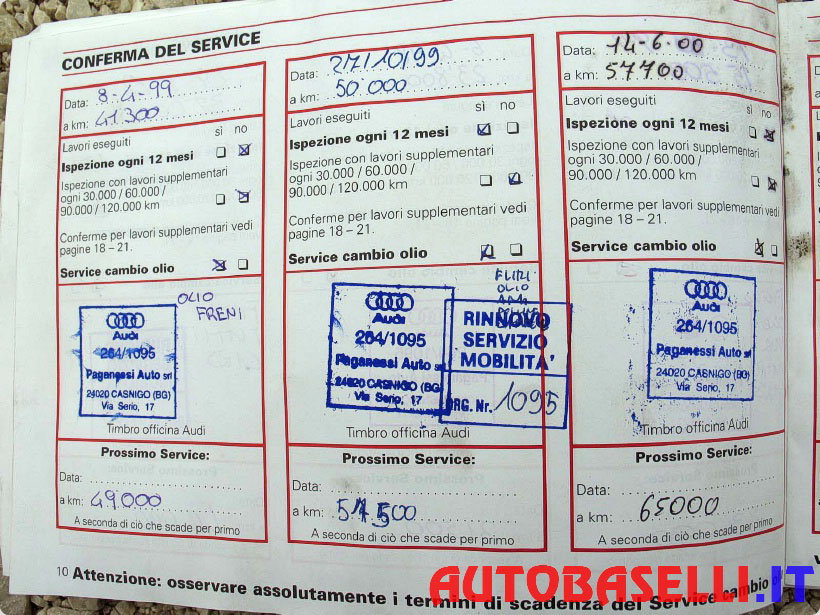 CONFERMA DEL SERVICE
Data: 8-4-99
a km: 41300
Lavori eseguiti
sì no
Ispezione ogni 12 mesi
Ispezione con lavori supplementari
ogni 30.000 / 60.000 /
90.000 / 120.000 km
Conferme per lavori supplementari vedi
pagine 18 – 21.
Service cambio olio
OLIO
FRENI
Audi
264/1095
Paganessi Auto srl
24020 CASNIGO (BG)
Via Serio, 17
Timbro officina Audi
Prossimo Service:
Data:
a km: 49000
A seconda di ciò che scade per primo
Data: 27/10/99
a km: 50'000
Lavori eseguiti
sì no
Ispezione ogni 12 mesi
Ispezione con lavori supplementari
ogni 30.000 / 60.000 /
90.000 / 120.000 km
Conferme per lavori supplementari vedi
pagine 18 – 21.
Service cambio olio
OLIO
Audi
264/1095
Paganessi Auto srl
24020 CASNIGO (BG)
Via Serio, 17
RINNOVO
SERVIZIO
MOBILITA'
ORG. Nr. 1095
Timbro officina Audi
Prossimo Service:
Data:
a km: 57500
A seconda di ciò che scade per primo
Data: 14-6-00
a km: 57700
Lavori eseguiti
sì no
Ispezione ogni 12 mesi
Ispezione con lavori supplementari
ogni 30.000 / 60.000 /
90.000 / 120.000 km
Conferme per lavori supplementari vedi
pagine 18 – 21.
Service cambio olio
Audi
264/1095
Paganessi Auto srl
24020 CASNIGO (BG)
Via Serio, 17
Timbro officina Audi
Prossimo Service:
Data:
a km: 65000
A seconda di ciò che scade per primo
10 Attenzione: osservare assolutamente i termini di scadenza del Service cambio
AUTOBASELLI.IT